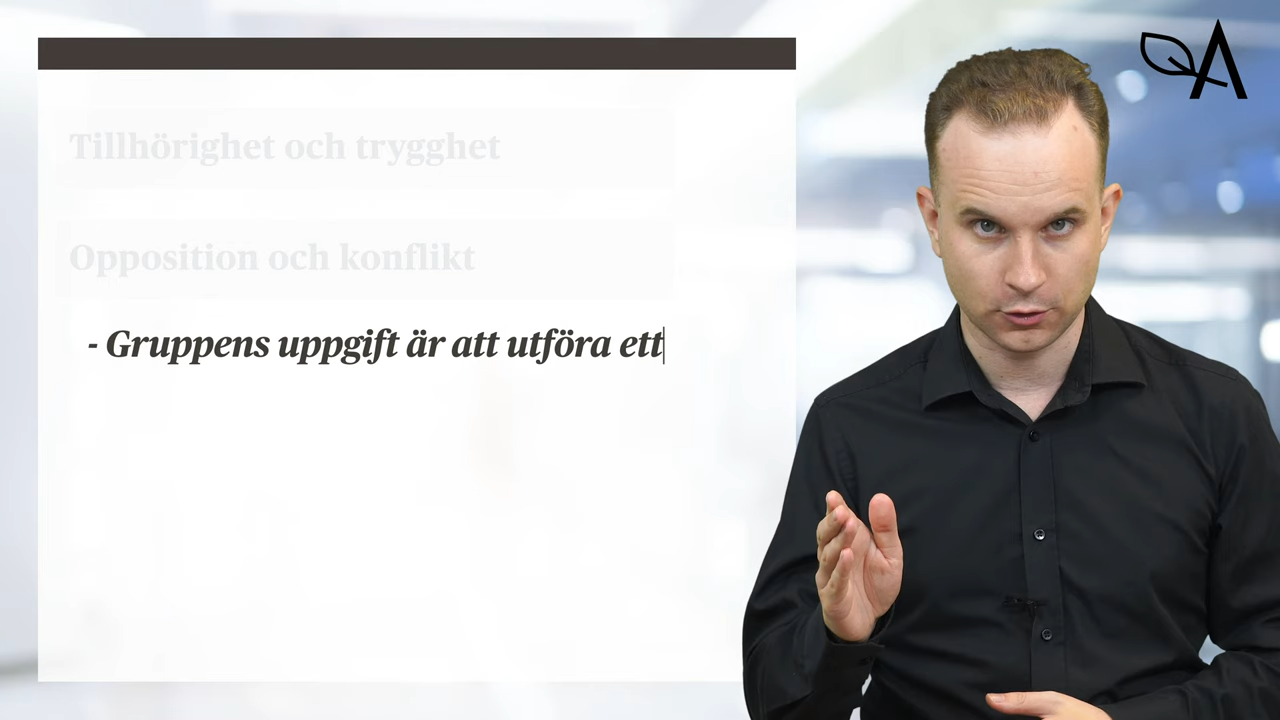 Tillhörighet och trygghet
Opposition och konflikt
- Gruppens uppgift är att utföra ett